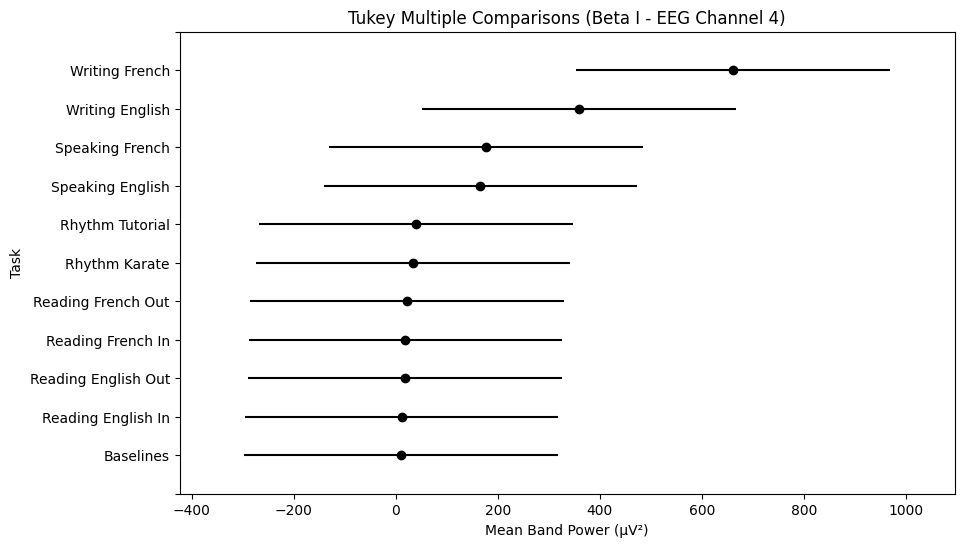 Tukey Multiple Comparisons (Beta I - EEG Channel 4)
Writing French
Writing English
Speaking French
Speaking English
Rhythm Tutorial
Rhythm Karate
Reading French Out
Reading French In
Reading English Out
Reading English In
Baselines
Task
−400 −200 0 200 400 600 800 1000
Mean Band Power (μV²)